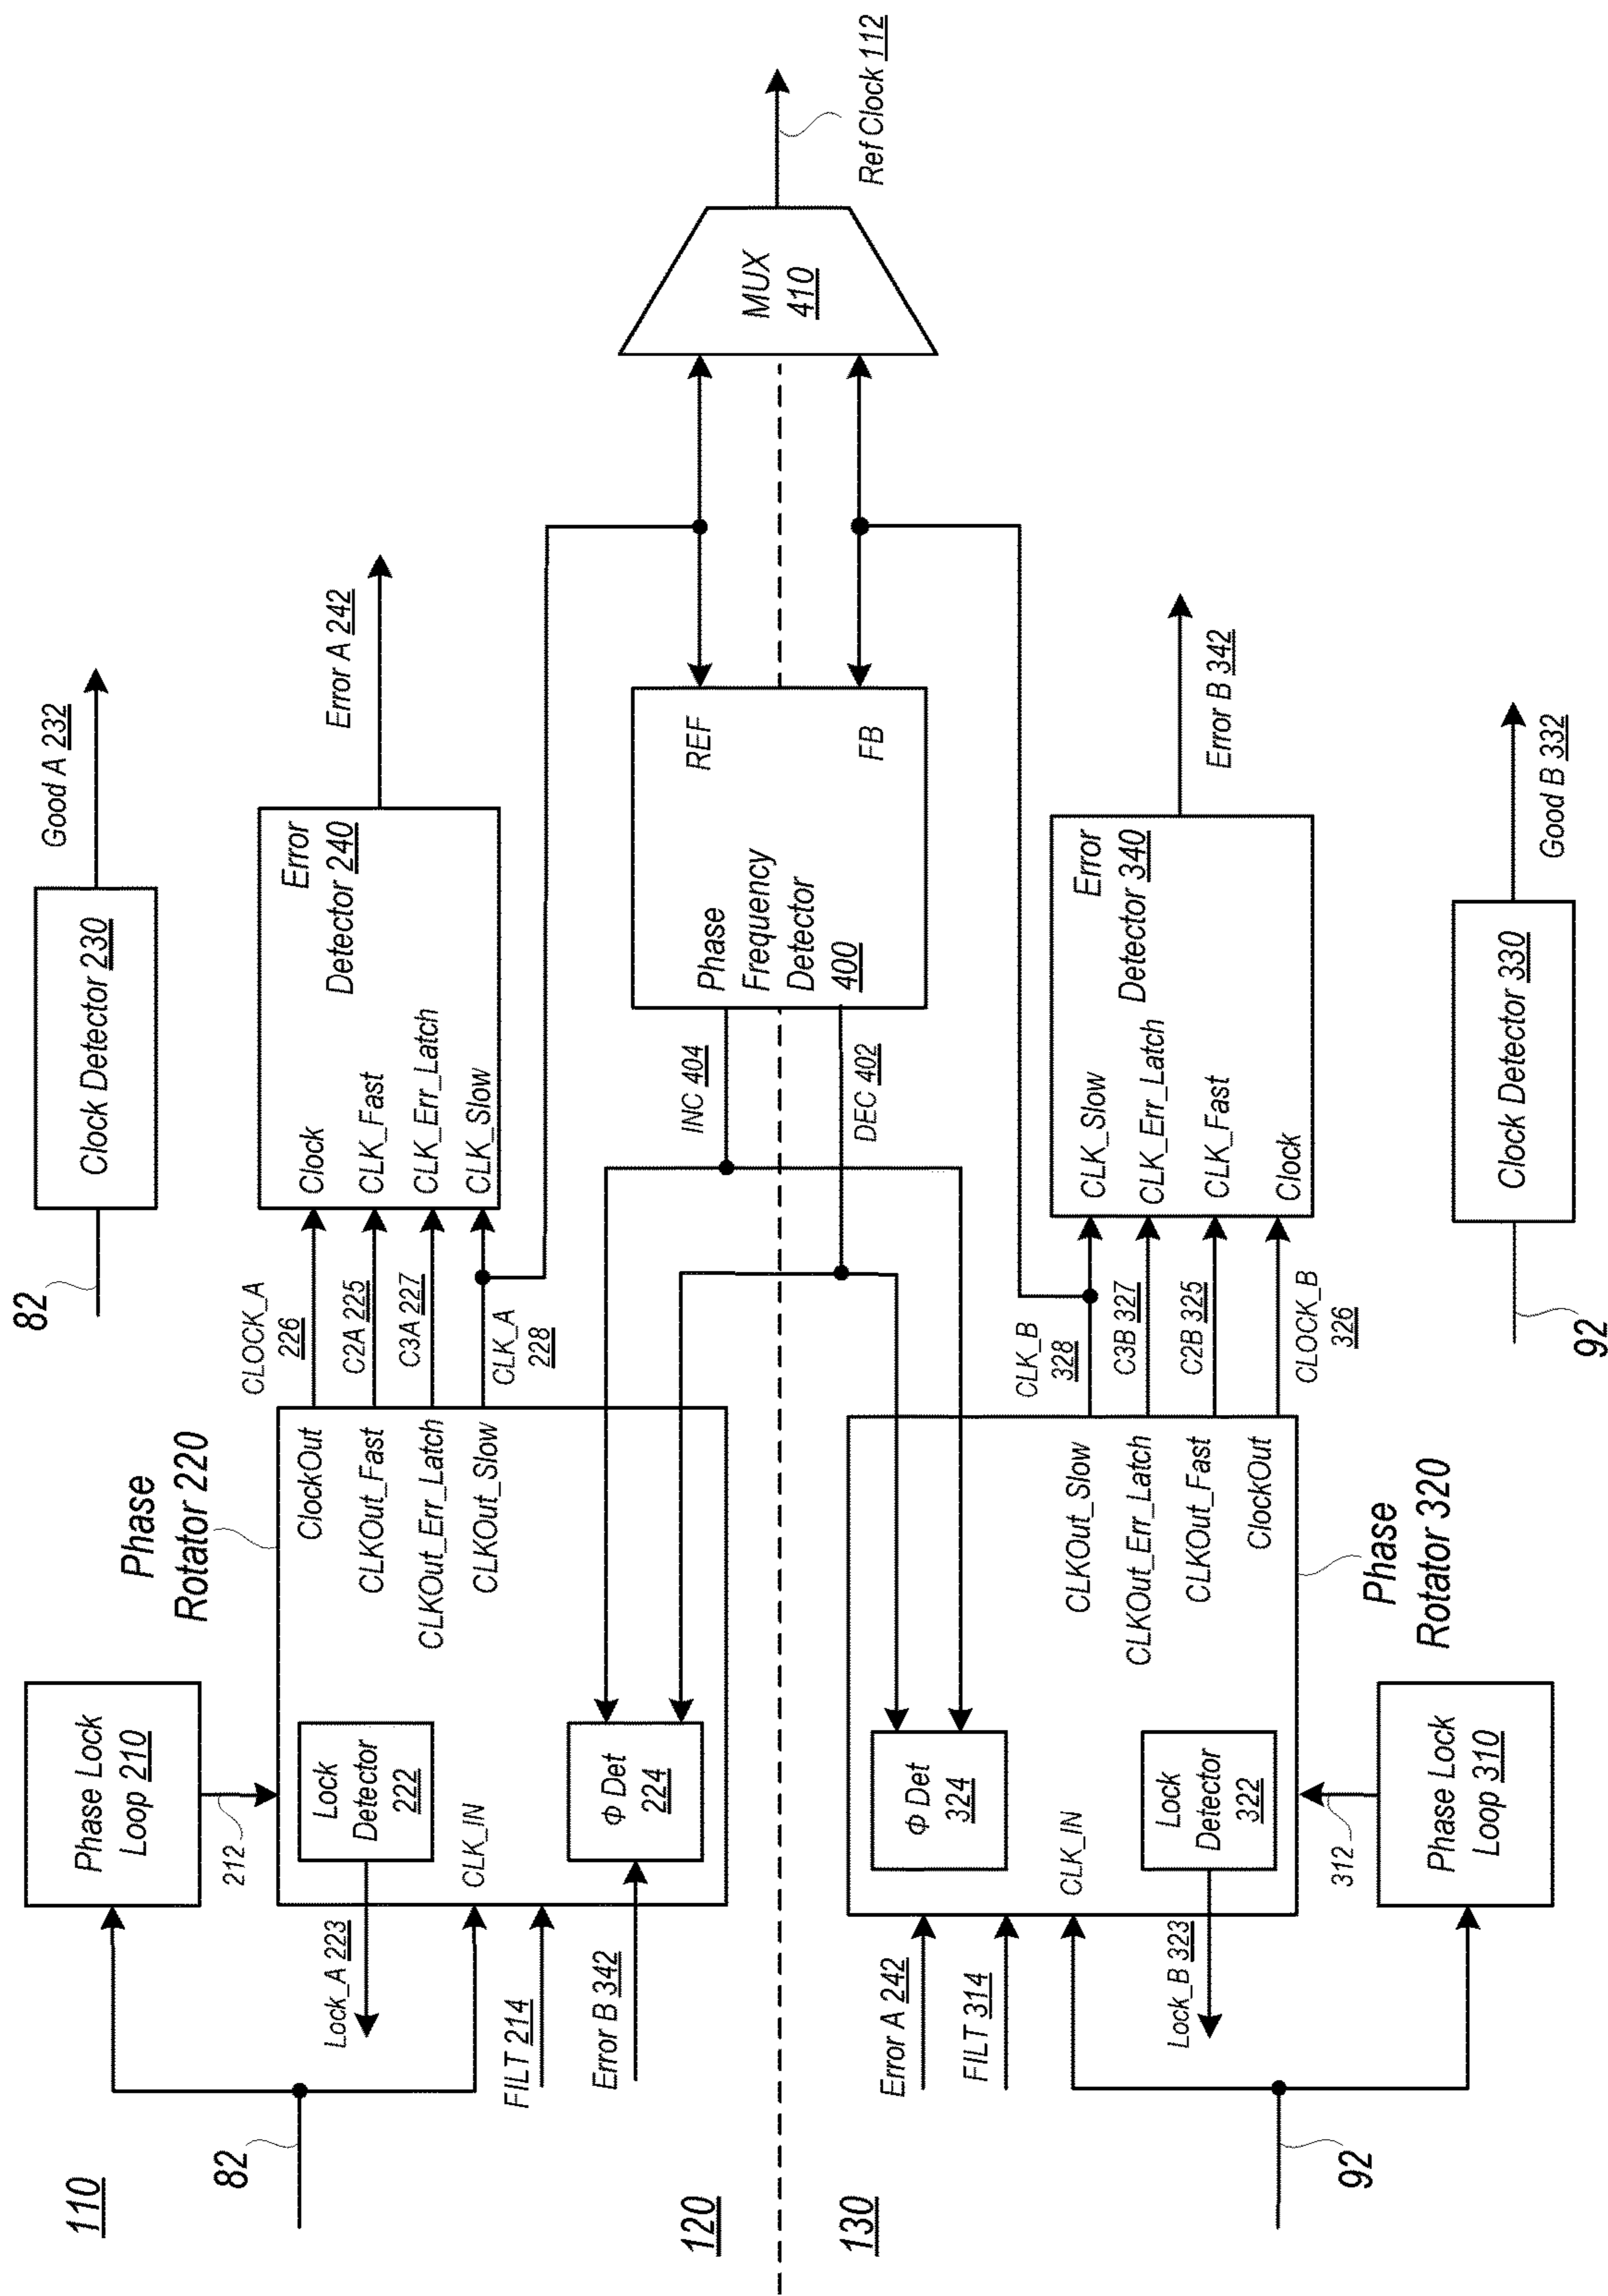 110
82
Phase Lock
Loop 210
212
Phase
Rotator 220
Lock
Detector
222
Lock_A 223
CLK_IN
FILT 214
Error B 342
Φ Det
224
ClockOut
CLKOut_Fast
CLKOut_Err_Latch
CLKOut_Slow
CLOCK_A
226
C2A 225
C3A 227
CLK_A
228
82
Clock Detector 230
Good A 232
Clock
CLK_Fast
CLK_Err_Latch
CLK_Slow
Error
Detector 240
Error A 242
120
INC 404
DEC 402
Phase
Frequency
Detector
400
REF
FB
MUX
410
Ref Clock 112
130
Error A 242
FILT 314
CLK_IN
Φ Det
324
Lock
Detector
322
Lock_B 323
92
Phase Lock
Loop 310
312
Phase
Rotator 320
CLKOut_Slow
CLKOut_Err_Latch
CLKOut_Fast
ClockOut
CLK_B
328
C3B 327
C2B 325
CLOCK_B
326
CLK_Slow
CLK_Err_Latch
CLK_Fast
Clock
Error
Detector 340
Error B 342
92
Clock Detector 330
Good B 332